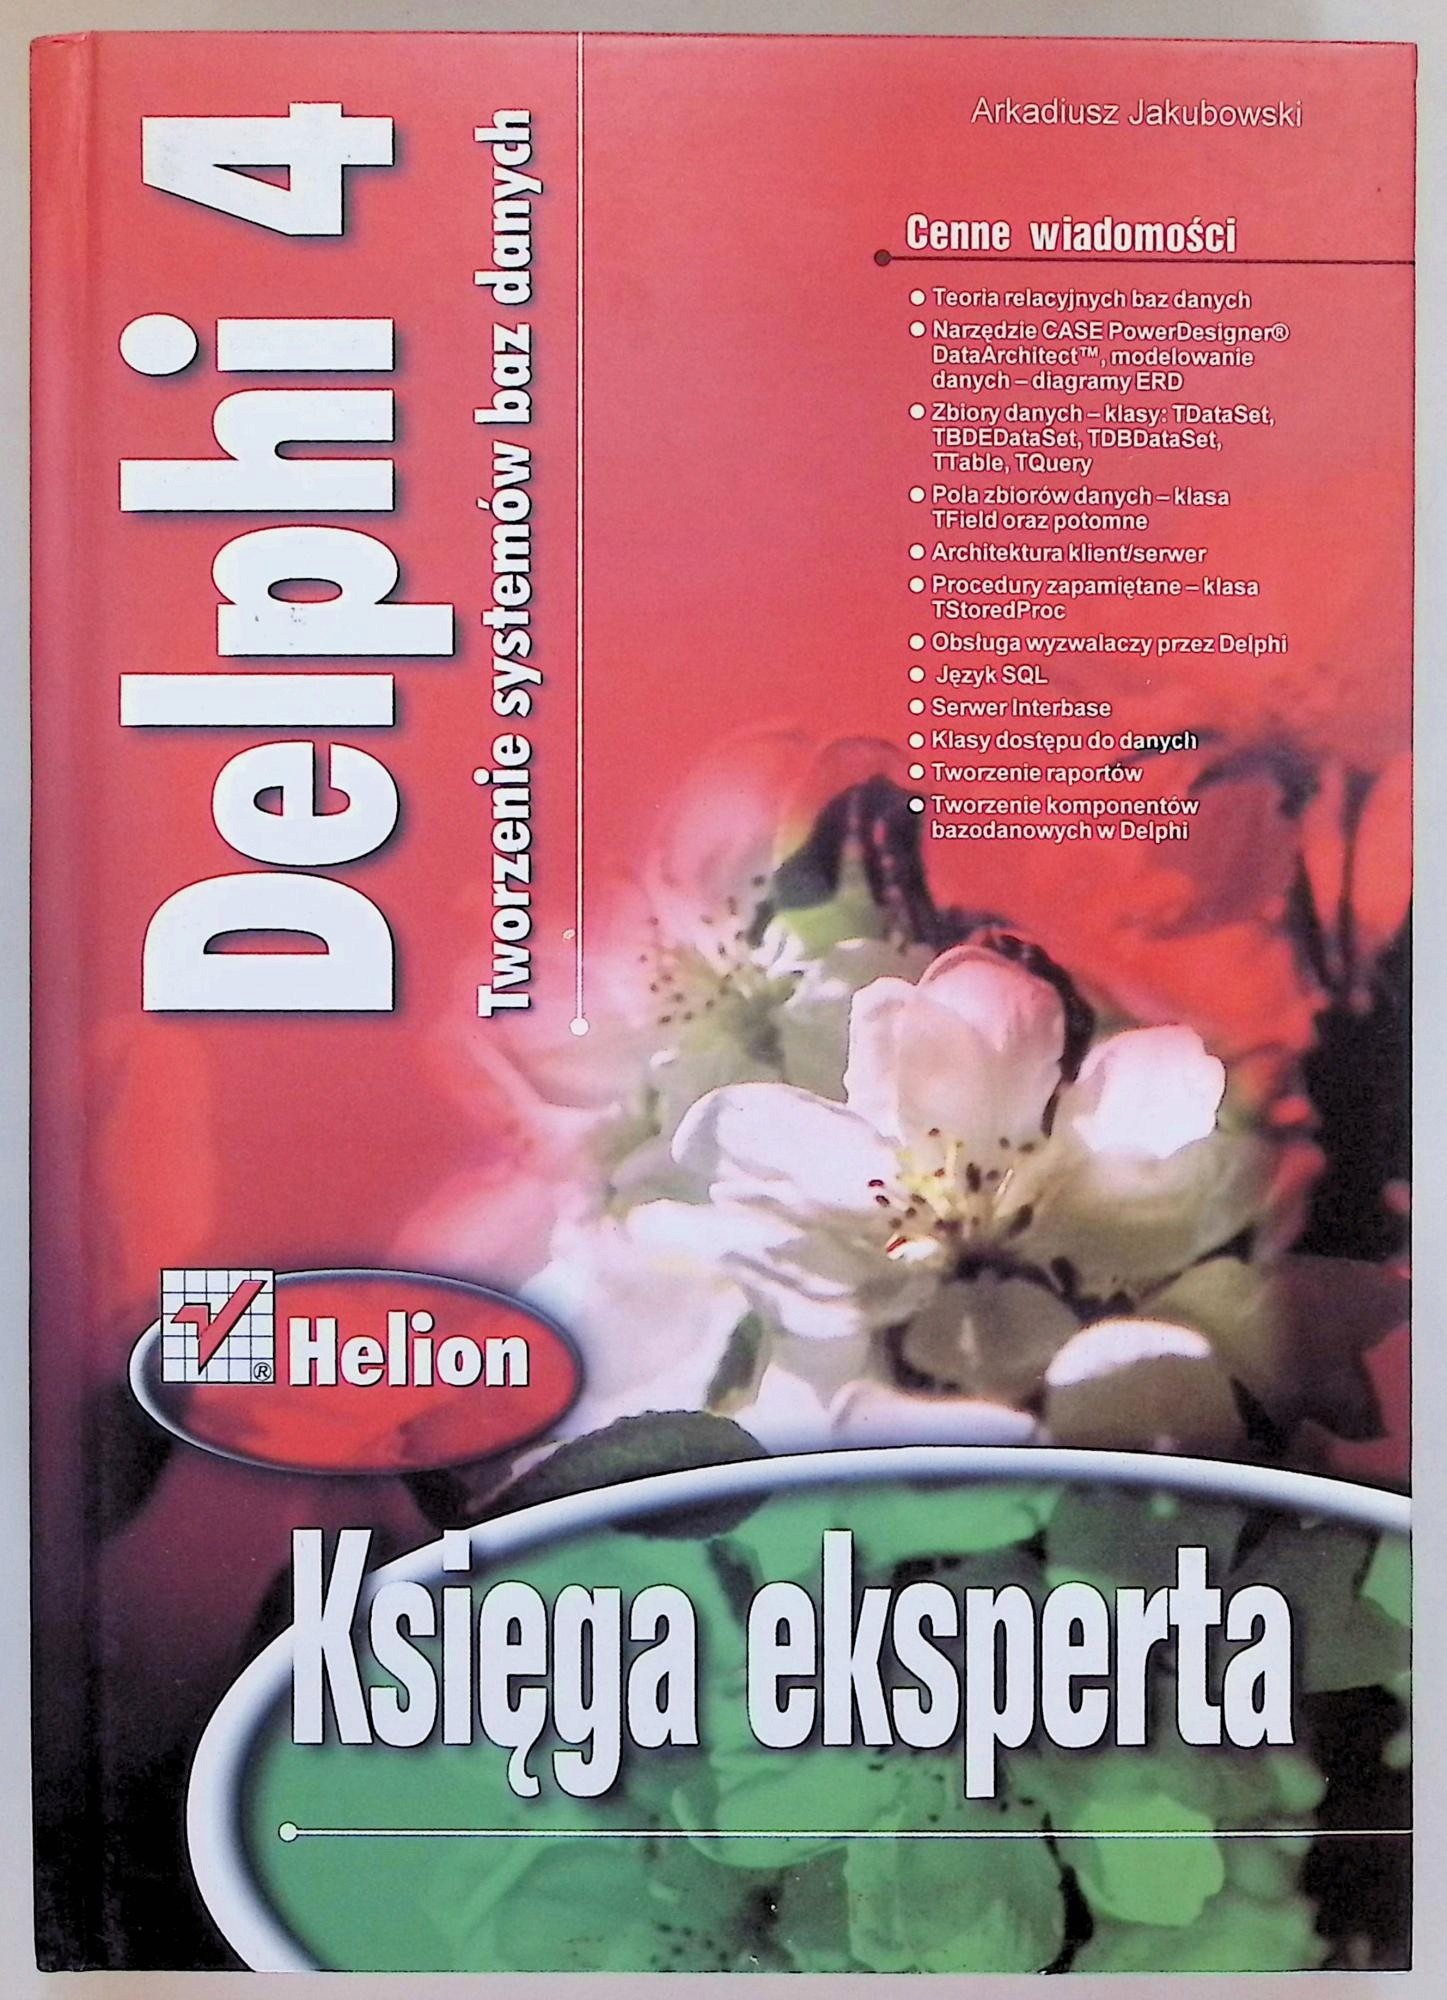 Arkadiusz Jakubowski
Delphi 4
Tworzenie systemów baz danych
Cenne wiadomości
Teoria relacyjnych baz danych
Narzędzie CASE PowerDesigner®
DataArchitect™, modelowanie
danych – diagramy ERD
Zbiory danych – klasy: TDataSet,
TBDEDataSet, TDBDataSet,
TTable, TQuery
Pola zbiorów danych – klasa
TField oraz potomne
Architektura klient/serwer
Procedury zapamiętane – klasa
TStoredProc
Obsługa wyzwalaczy przez Delphi
Język SQL
Serwer Interbase
Klasy dostępu do danych
Tworzenie raportów
Tworzenie komponentów
bazodanowych w Delphi
® Helion
Księga eksperta